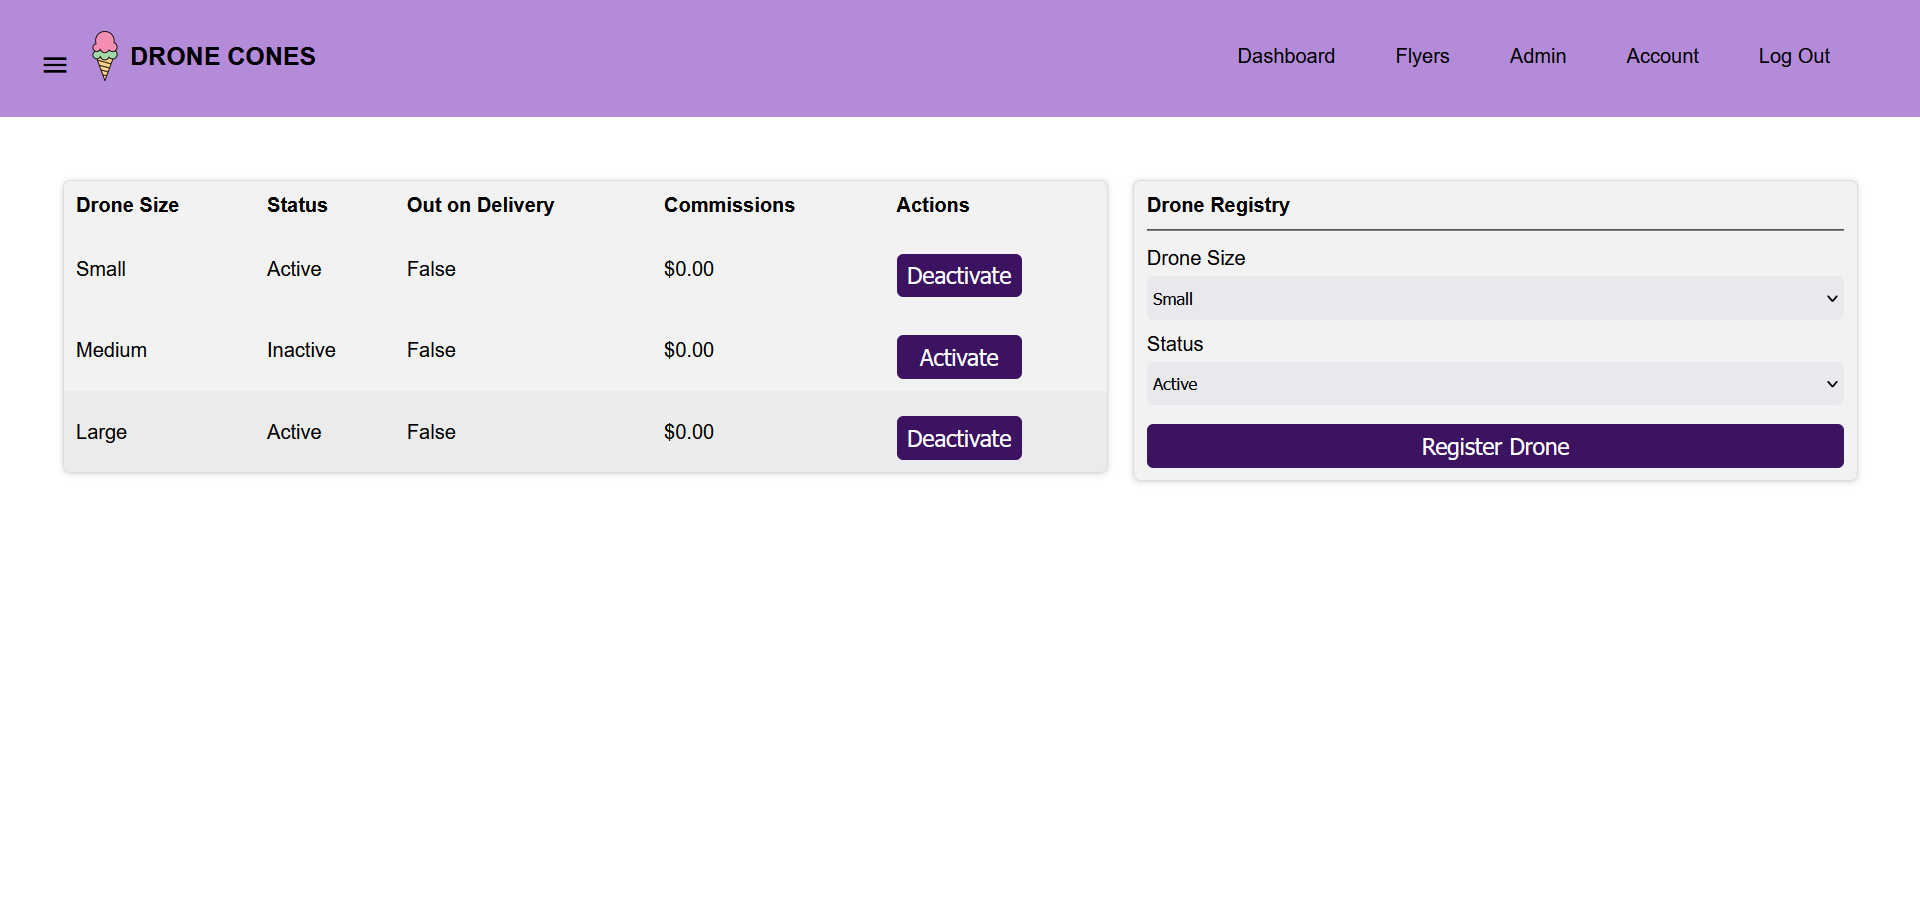 DRONE CONES
Dashboard Flyers Admin Account Log Out
Drone Size Status Out on Delivery Commissions Actions
Small Active False $0.00 Deactivate
Medium Inactive False $0.00 Activate
Large Active False $0.00 Deactivate
Drone Registry
Drone Size
Small
Status
Active
Register Drone